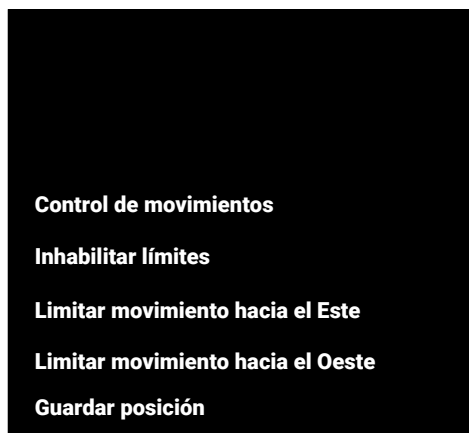 Control de movimientos
Inhabilitar límites
Limitar movimiento hacia el Este
Limitar movimiento hacia el Oeste
Guardar posición